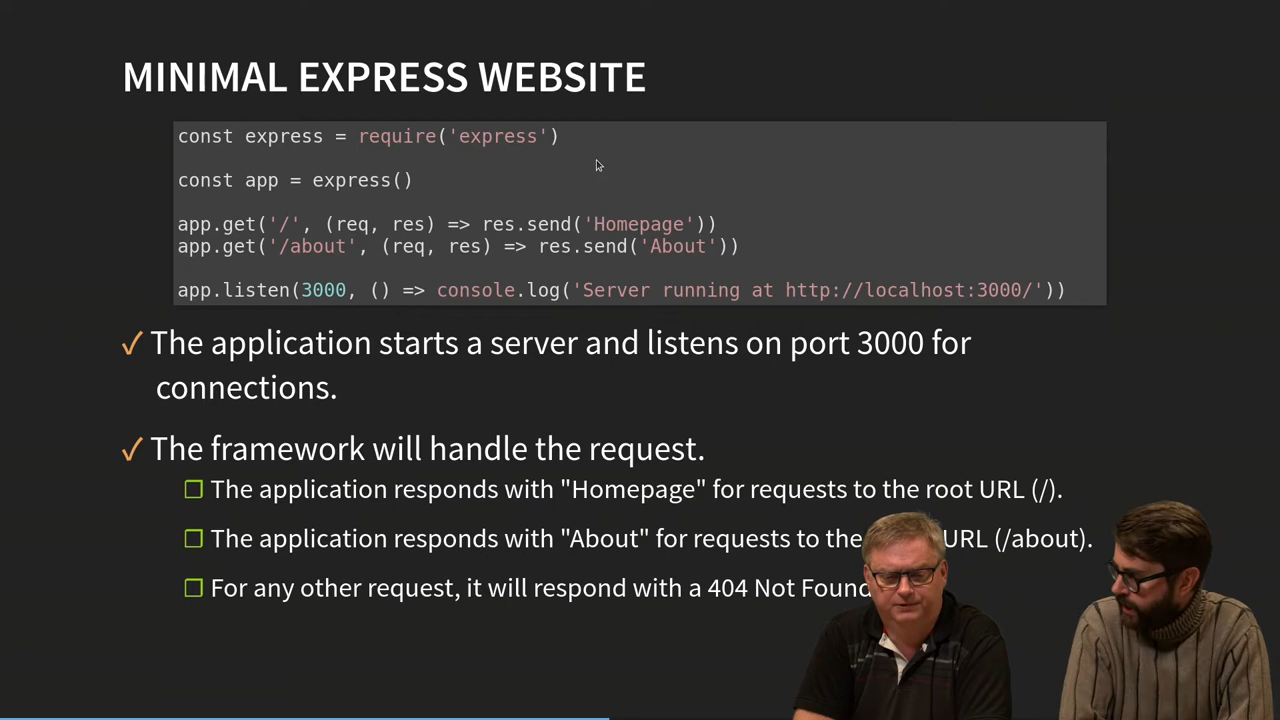 MINIMAL EXPRESS WEBSITE
const express = require('express')
const app = express()
app.get('/', (req, res) => res.send('Homepage'))
app.get('/about', (req, res) => res.send('About'))
app.listen(3000, () => console.log('Server running at http://localhost:3000/'))
✓ The application starts a server and listens on port 3000 for
connections.
✓ The framework will handle the request.
❐ The application responds with "Homepage" for requests to the root URL (/).
❐ The application responds with "About" for requests to the URL (/about).
❐ For any other request, it will respond with a 404 Not Found